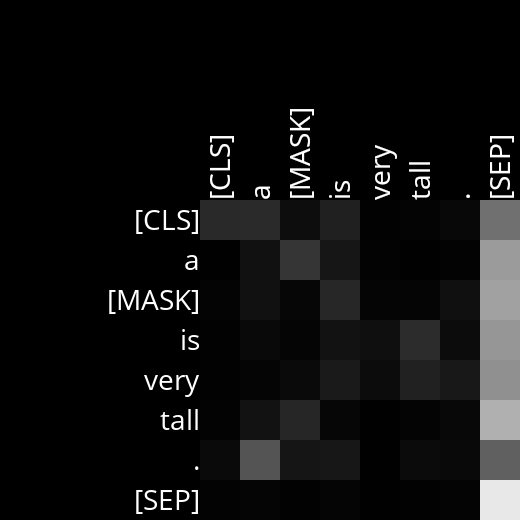 [CLS] a [MASK] is very tall . [SEP]
[CLS]
a
[MASK]
is
very
tall
.
[SEP]